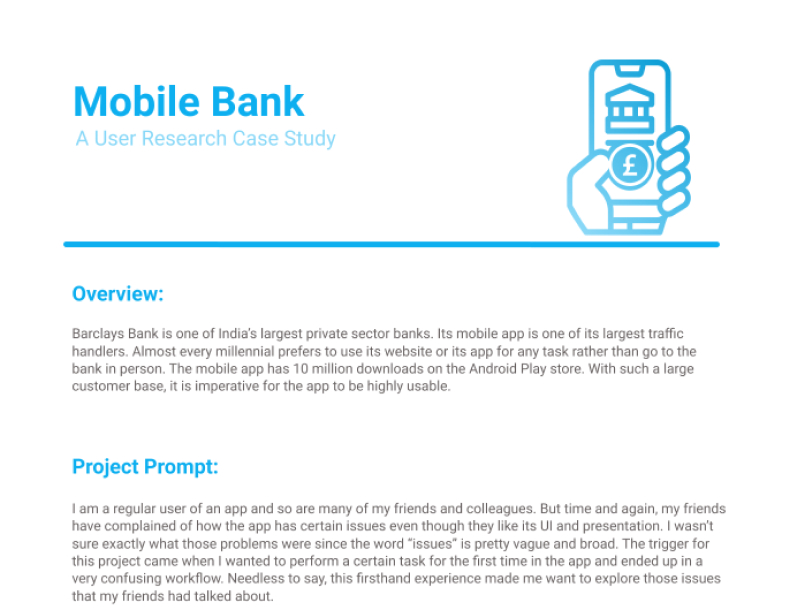 Mobile Bank
A User Research Case Study
£
Overview:
Barclays Bank is one of India’s largest private sector banks. Its mobile app is one of its largest traffic
handlers. Almost every millennial prefers to use its website or its app for any task rather than go to the
bank in person. The mobile app has 10 million downloads on the Android Play store. With such a large
customer base, it is imperative for the app to be highly usable.
Project Prompt:
I am a regular user of an app and so are many of my friends and colleagues. But time and again, my friends
have complained of how the app has certain issues even though they like its UI and presentation. I wasn’t
sure exactly what those problems were since the word “issues” is pretty vague and broad. The trigger for
this project came when I wanted to perform a certain task for the first time in the app and ended up in a
very confusing workflow. Needless to say, this firsthand experience made me want to explore those issues
that my friends had talked about.